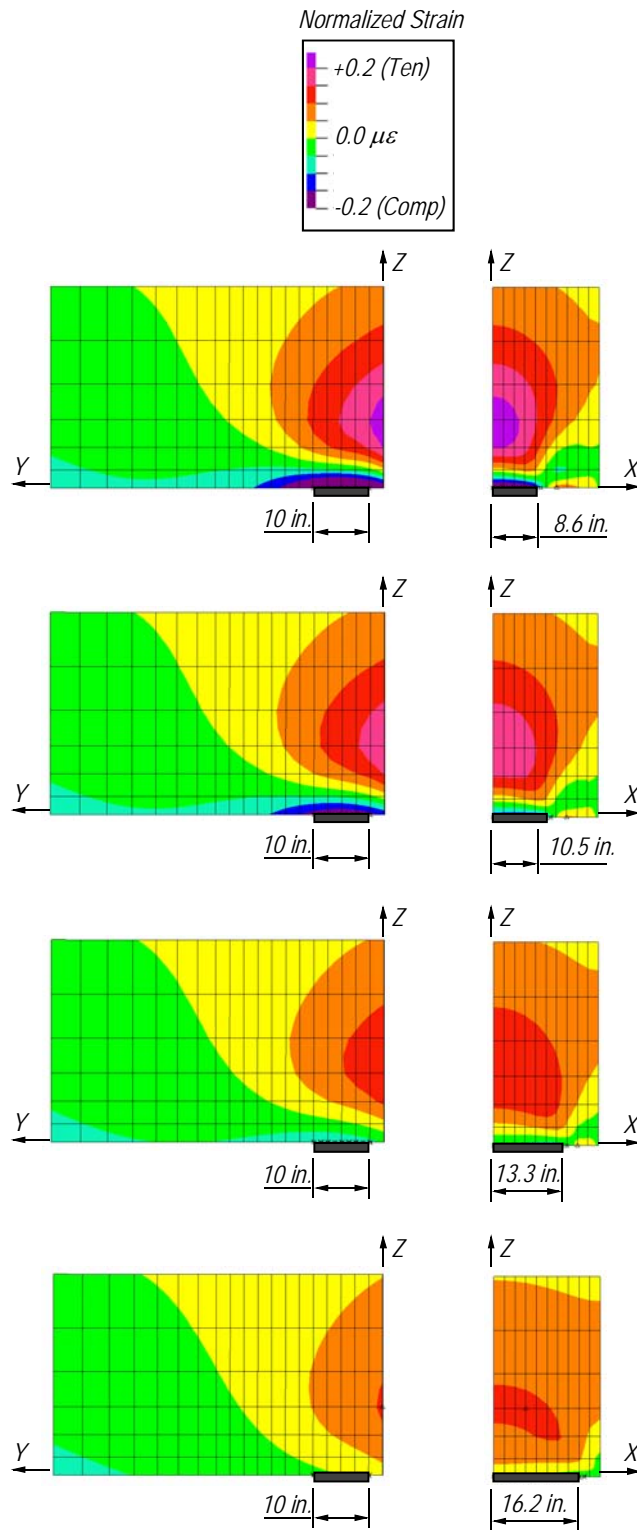 Normalized Strain
+0.2 (Ten)
0.0 με
-0.2 (Comp)
Z Z
Y X
10 in. 8.6 in.
Z Z
Y X
10 in. 10.5 in.
Z Z
Y X
10 in. 13.3 in.
Z Z
Y X
10 in. 16.2 in.